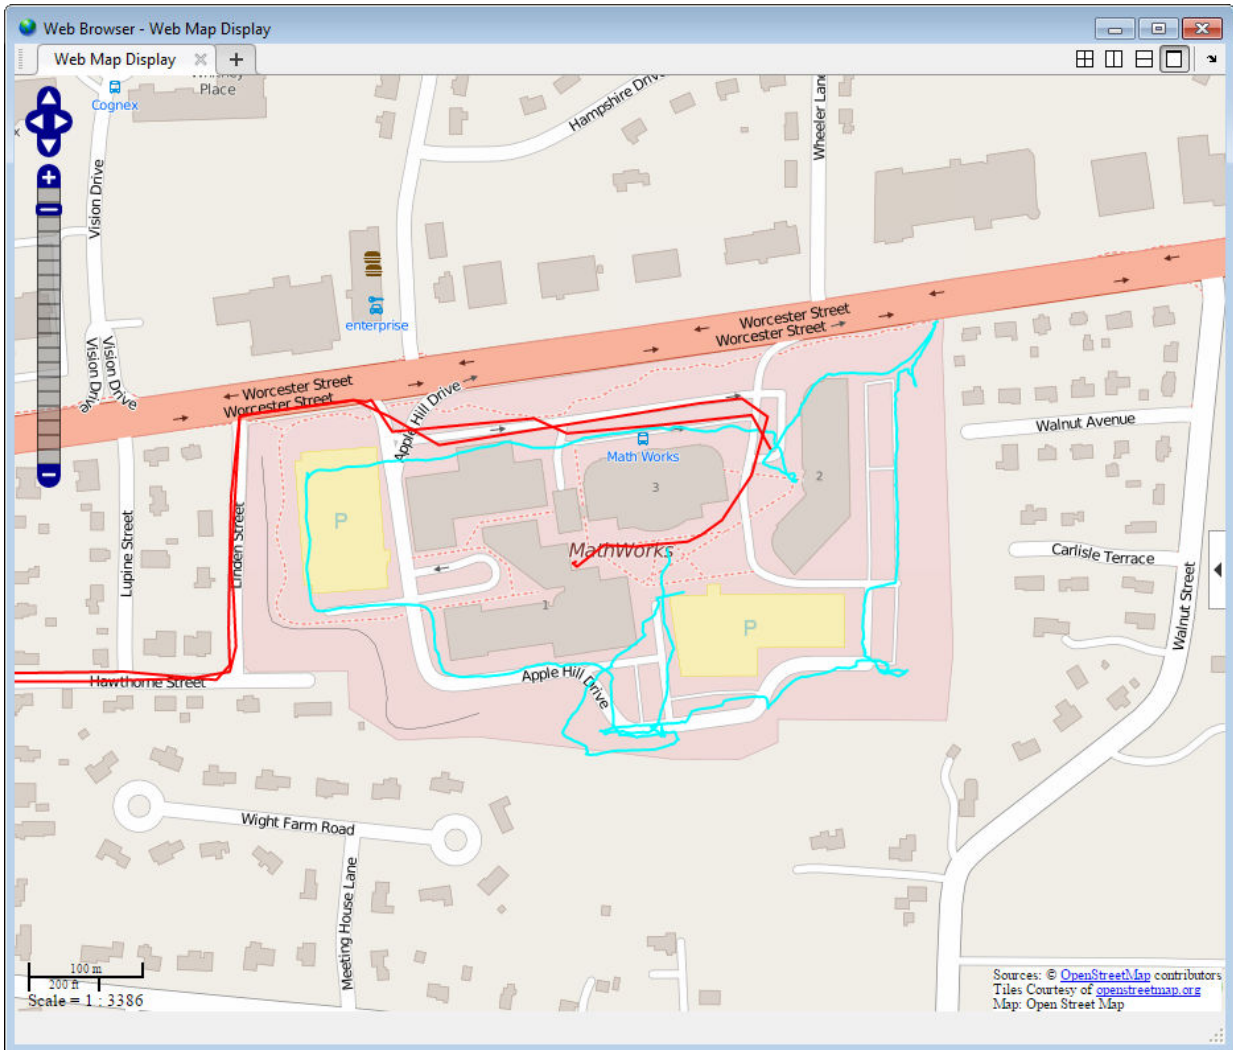 Web Browser - Web Map Display
Web Map Display
Place
Cognex
Hampshire Drive
Wheeler Lane
Vision Drive
enterprise
Vision Drive
Vision Drive
Worcester Street
Worcester Street
Worcester Street
Worcester Street
Apple Hill Drive
Walnut Avenue
Math Works
3
2
P
MathWorks
Lupine Street
Linden Street
Carlisle Terrace
Walnut Street
1
P
Hawthorne Street
Apple Hill Drive
Wight Farm Road
Meeting House Lane
100 m
200 ft
Scale = 1 : 3386
Sources: © OpenStreetMap contributors
Tiles Courtesy of openstreetmap.org
Map: Open Street Map